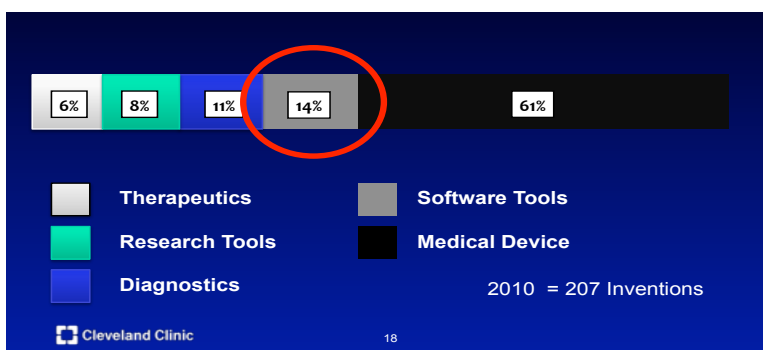 6% 8% 11% 14% 61%
Therapeutics Software Tools
Research Tools Medical Device
Diagnostics
2010 = 207 Inventions
Cleveland Clinic 18